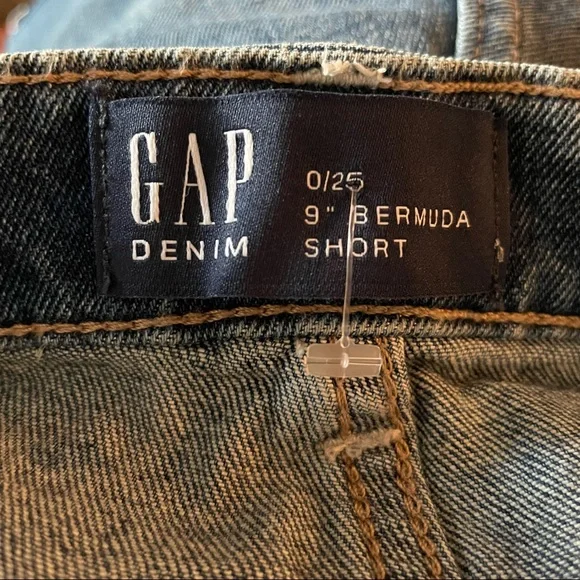 GAP
DENIM
0/25
9" BERMUDA
SHORT